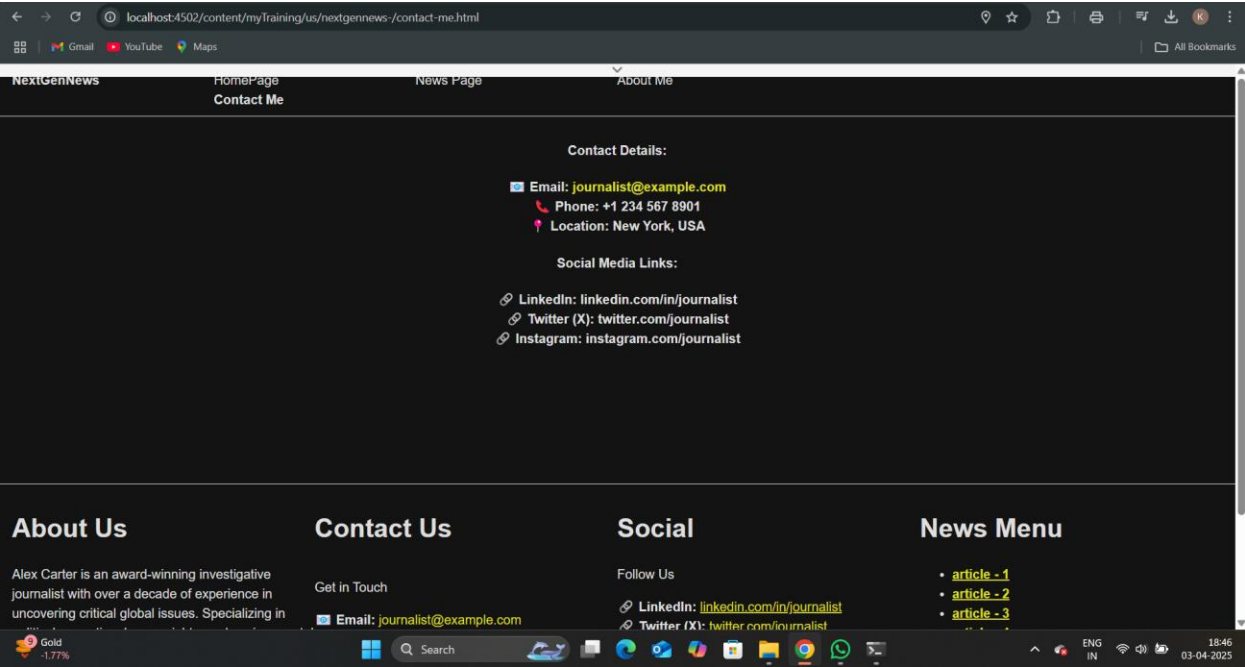 localhost:4502/content/myTraining/us/nextgennews-/contact-me.html
K
Gmail YouTube Maps All Bookmarks
NextGenNews HomePage News Page About Me
Contact Me
Contact Details:
📧 Email: journalist@example.com
📞 Phone: +1 234 567 8901
📍 Location: New York, USA
Social Media Links:
🔗 LinkedIn: linkedin.com/in/journalist
🔗 Twitter (X): twitter.com/journalist
🔗 Instagram: instagram.com/journalist
About Us
Alex Carter is an award-winning investigative
journalist with over a decade of experience in
uncovering critical global issues. Specializing in
Contact Us
Get in Touch
📧 Email: journalist@example.com
Social
Follow Us
🔗 LinkedIn: linkedin.com/in/journalist
🔗 Twitter (X): twitter.com/journalist
News Menu
• article - 1
• article - 2
• article - 3
9
Gold
-1.77%
Search
ENG
IN
18:46
03-04-2025